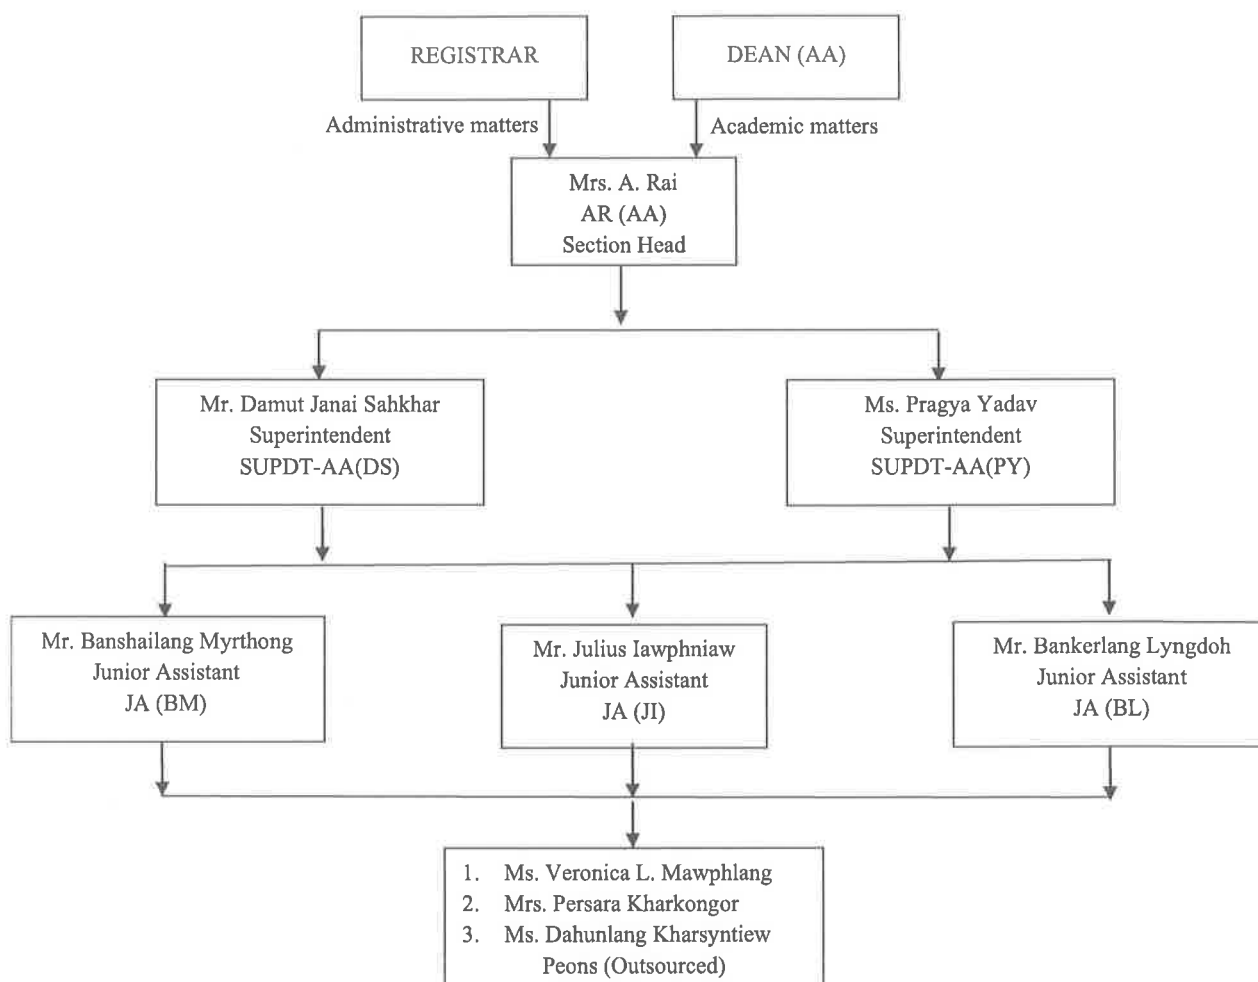 REGISTRAR
DEAN (AA)
Administrative matters
Academic matters
Mrs. A. Rai
AR (AA)
Section Head
Mr. Damut Janai Sahkhar
Superintendent
SUPDT-AA(DS)
Ms. Pragya Yadav
Superintendent
SUPDT-AA(PY)
Mr. Banshailang Myrthong
Junior Assistant
JA (BM)
Mr. Julius Iawphniaw
Junior Assistant
JA (JI)
Mr. Bankerlang Lyngdoh
Junior Assistant
JA (BL)
1. Ms. Veronica L. Mawphlang
2. Mrs. Persara Kharkongor
3. Ms. Dahunlang Kharsyntiew
Peons (Outsourced)